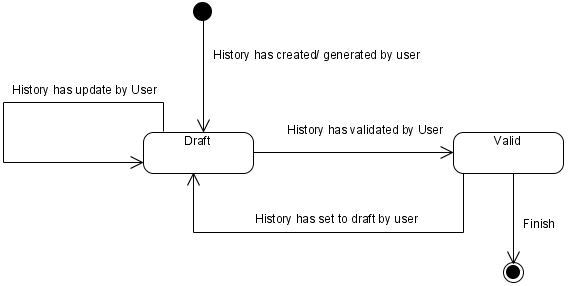 History has created/ generated by user
History has update by User
History has validated by User
Draft
Valid
History has set to draft by user
Finish